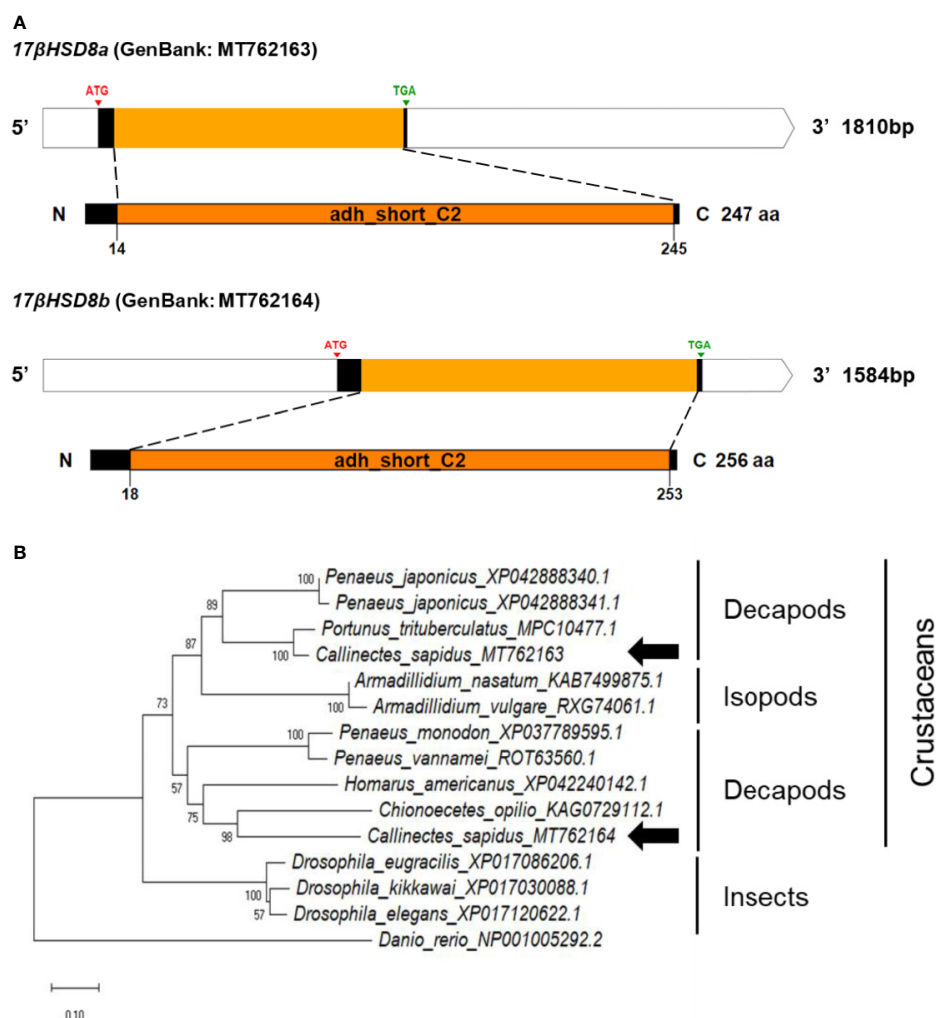 A
17βHSD8a (GenBank: MT762163)
ATG TGA
5’ 3’ 1810bp
N adh_short_C2 C 247 aa
14 245
17βHSD8b (GenBank: MT762164)
ATG TGA
5’ 3’ 1584bp
N adh_short_C2 C 256 aa
18 253
B
100 Penaeus_japonicus_XP042888340.1
Penaeus_japonicus_XP042888341.1
89
Decapods
Portunus_trituberculatus_MPC10477.1
100 Callinectes_sapidus_MT762163
87
Armadillidium_nasatum_KAB7499875.1
Isopods
100 Armadillidium_vulgare_RXG74061.1
73
Crustaceans
100 Penaeus_monodon_XP037789595.1
Penaeus_vannamei_ROT63560.1
57
Homarus_americanus_XP042240142.1
Decapods
75
Chionoecetes_opilio_KAG0729112.1
98 Callinectes_sapidus_MT762164
Drosophila_eugracilis_XP017086206.1
100 Drosophila_kikkawai_XP017030088.1
Insects
57 Drosophila_elegans_XP017120622.1
Danio_rerio_NP001005292.2
0.10